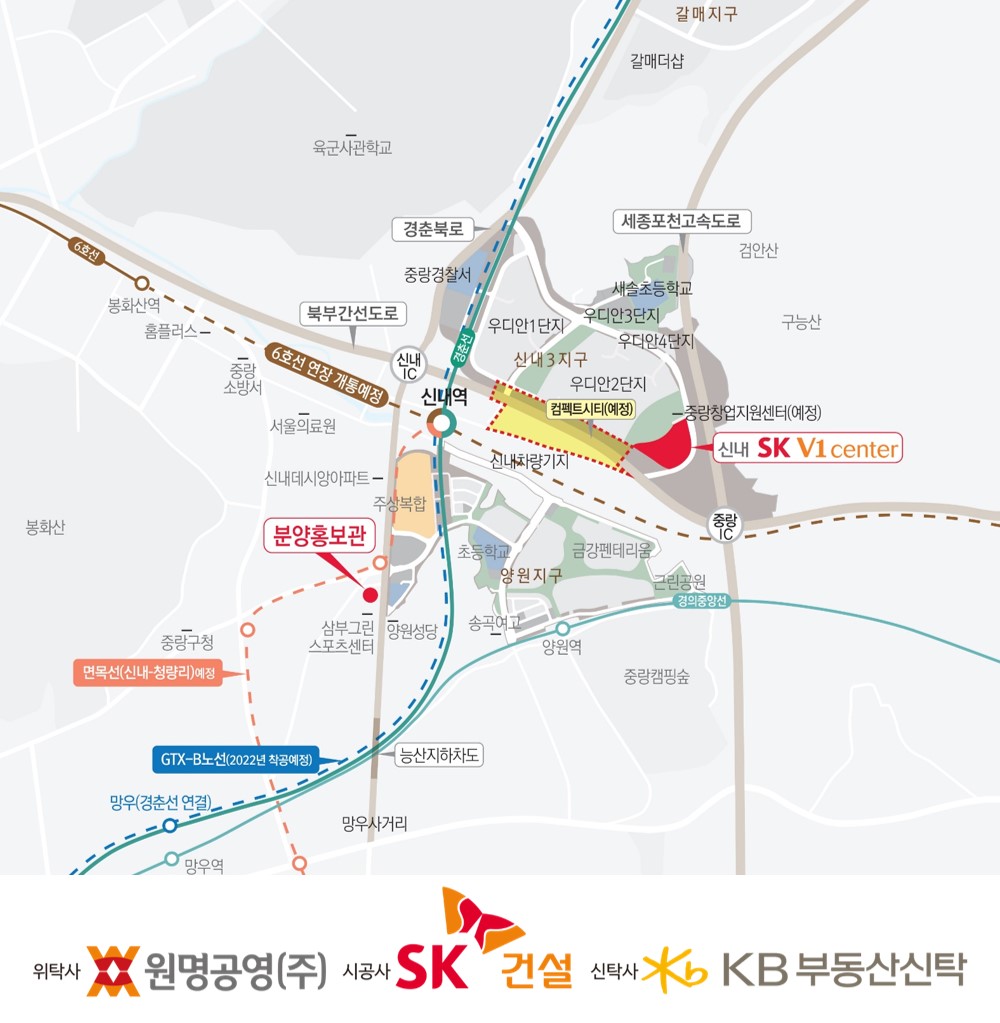 갈매지구
갈매더샵
육군사관학교
경춘북로
세종포천고속도로
검안산
중랑경찰서
6호선
봉화산역
새솔초등학교
북부간선도로
우디안1단지
우디안3단지
구능산
홈플러스
우디안4단지
경춘선
신내
IC
신내3지구
중랑
소방서
6호선 연장 개통예정
우디안2단지
신내역
컴펙트시티(예정)
중랑창업지원센터(예정)
서울의료원
신내 SK V1 center
신내차량기지
신내데시앙아파트
주상복합
봉화산
중랑
IC
분양홍보관
초등학교
금강펜테리움
양원지구
근린공원
경의중앙선
삼부그린
스포츠센터
양원성당
송곡여고
양원역
중랑구청
면목선(신내-청량리)예정
중랑캠핑숲
GTX-B노선(2022년 착공예정)
능산지하차도
망우(경춘선 연결)
망우사거리
망우역
위탁사 원명공영(주) 시공사 SK 건설 신탁사 Kb KB부동산신탁